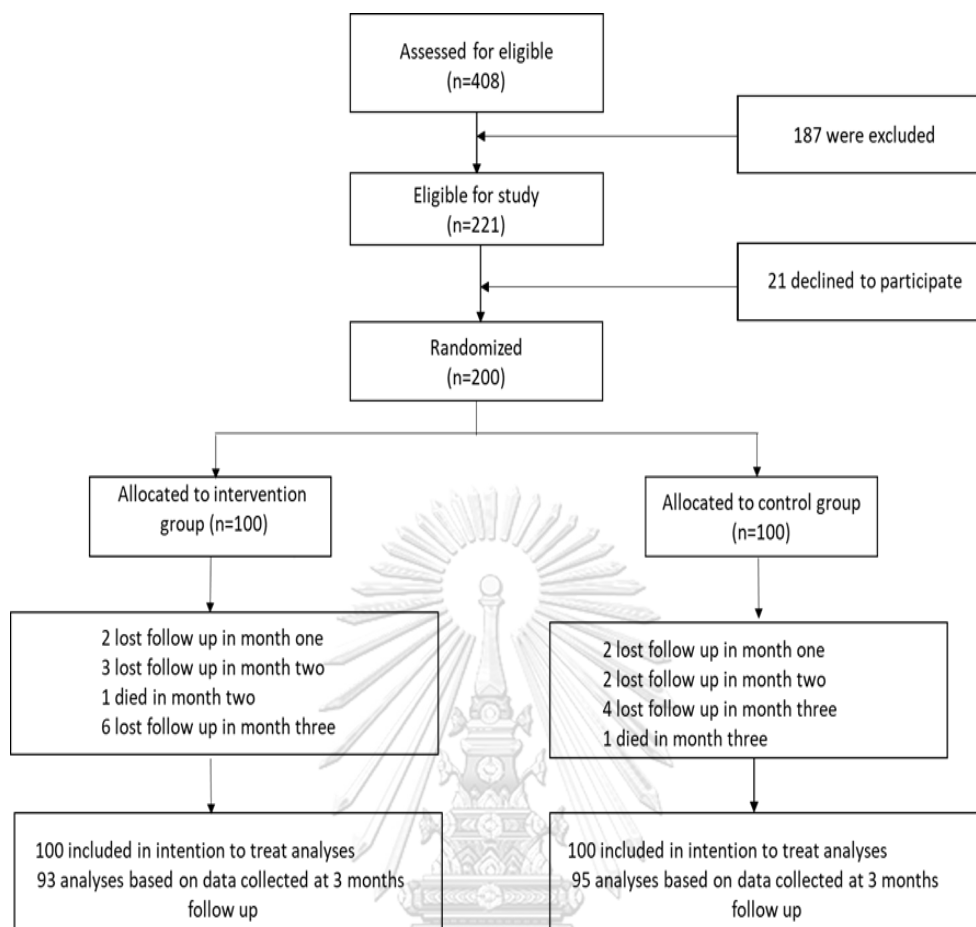 Assessed for eligible
(n=408)
187 were excluded
Eligible for study
(n=221)
21 declined to participate
Randomized
(n=200)
Allocated to intervention
group (n=100)
Allocated to control group
(n=100)
2 lost follow up in month one
3 lost follow up in month two
1 died in month two
6 lost follow up in month three
2 lost follow up in month one
2 lost follow up in month two
4 lost follow up in month three
1 died in month three
100 included in intention to treat analyses
93 analyses based on data collected at 3 months
follow up
100 included in intention to treat analyses
95 analyses based on data collected at 3 months
follow up